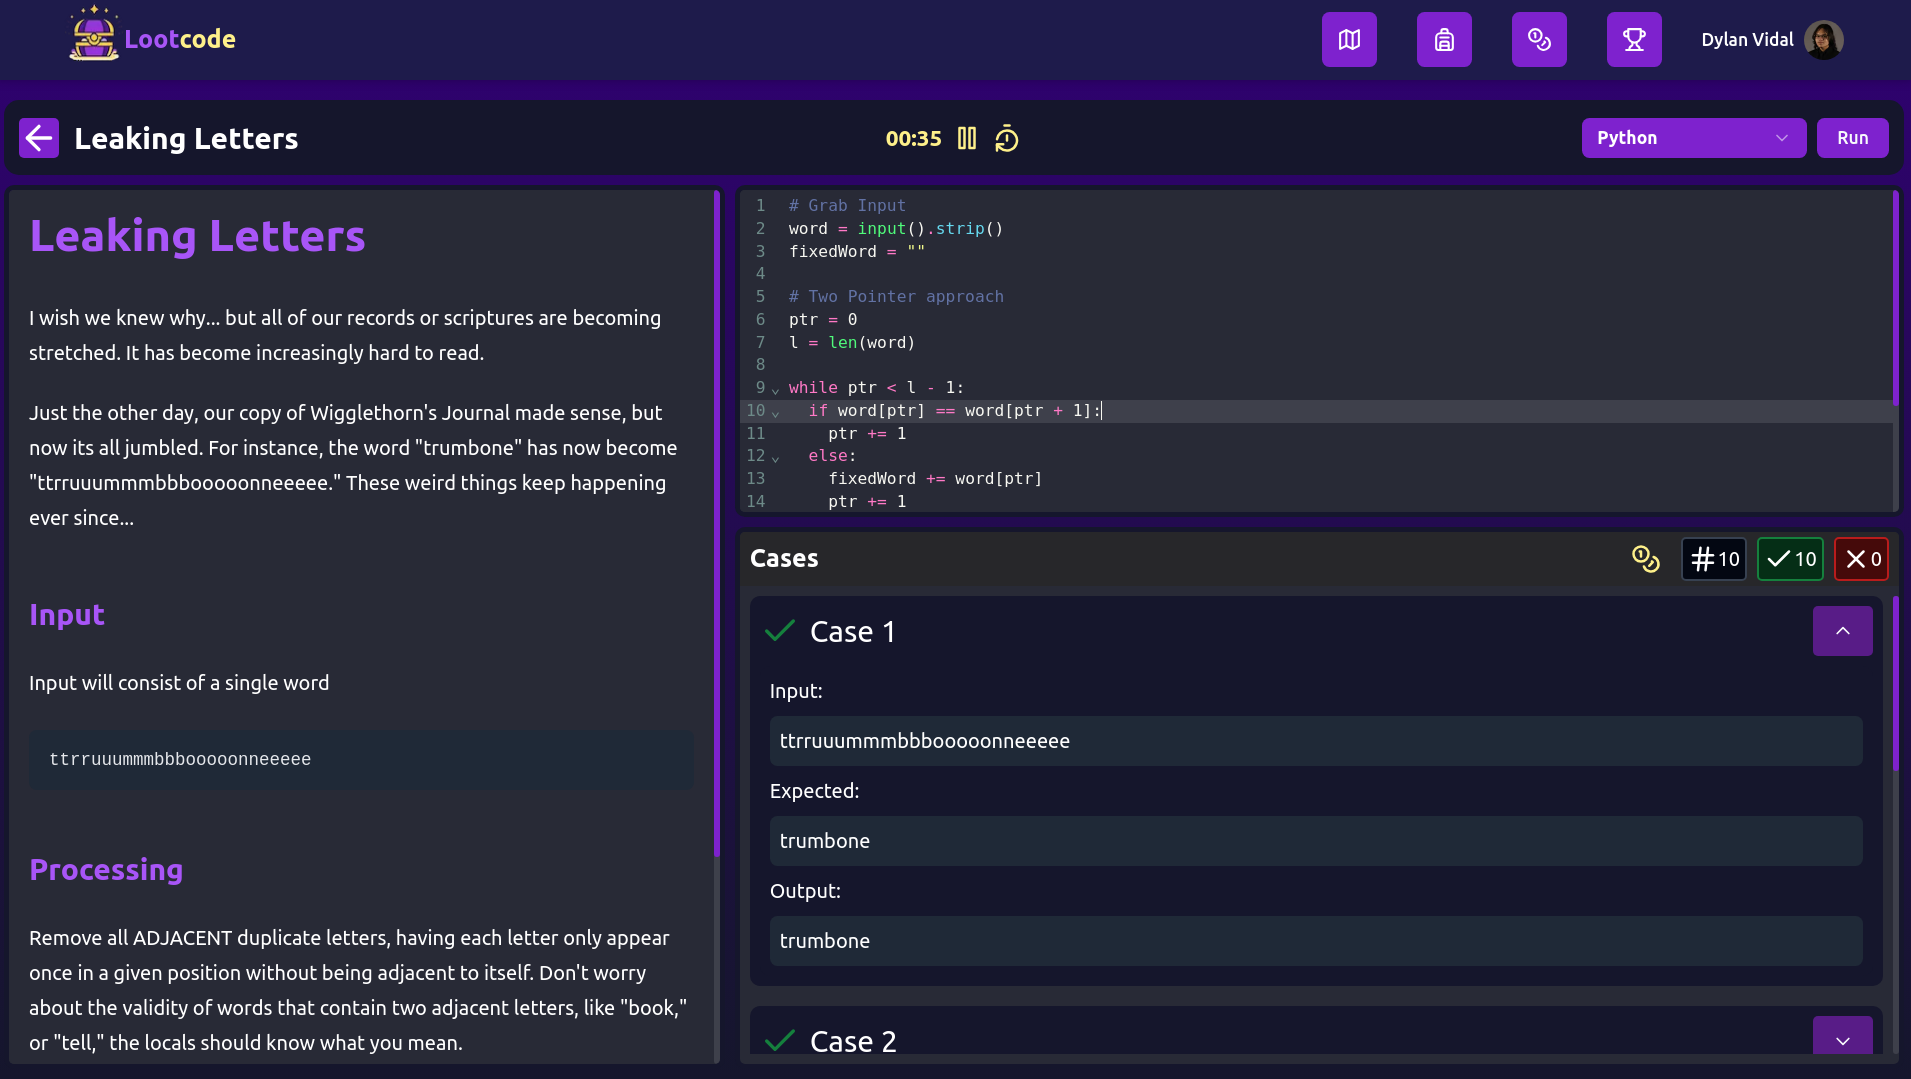 Lootcode
Dylan Vidal
Leaking Letters
00:35
Python
Run
Leaking Letters
I wish we knew why... but all of our records or scriptures are becoming
stretched. It has become increasingly hard to read.
Just the other day, our copy of Wigglethorn's Journal made sense, but
now its all jumbled. For instance, the word "trumbone" has now become
"ttrruuummmbbbooooonneeeee." These weird things keep happening
ever since...
Input
Input will consist of a single word
ttrruuummmbbbooooonneeeee
Processing
Remove all ADJACENT duplicate letters, having each letter only appear
once in a given position without being adjacent to itself. Don't worry
about the validity of words that contain two adjacent letters, like "book,"
or "tell," the locals should know what you mean.
1 # Grab Input
2 word = input().strip()
3 fixedWord = ""
4
5 # Two Pointer approach
6 ptr = 0
7 l = len(word)
8
9 while ptr < l - 1:
10   if word[ptr] == word[ptr + 1]:
11     ptr += 1
12   else:
13     fixedWord += word[ptr]
14     ptr += 1
Cases
10
10
0
Case 1
Input:
ttrruuummmbbbooooonneeeee
Expected:
trumbone
Output:
trumbone
Case 2